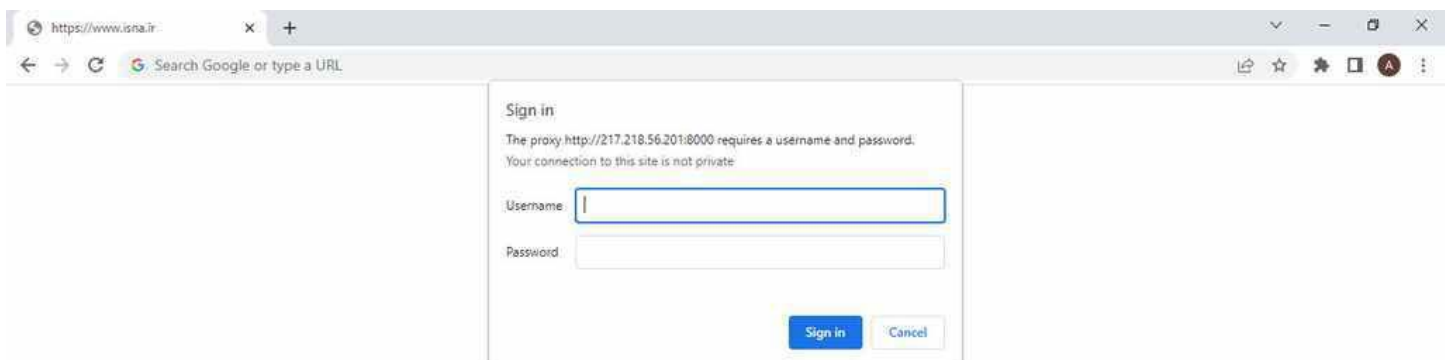 https://www.isna.ir
Search Google or type a URL
A
Sign in
The proxy http://217.218.56.201:8000 requires a username and password.
Your connection to this site is not private
Username
Password
Sign in Cancel